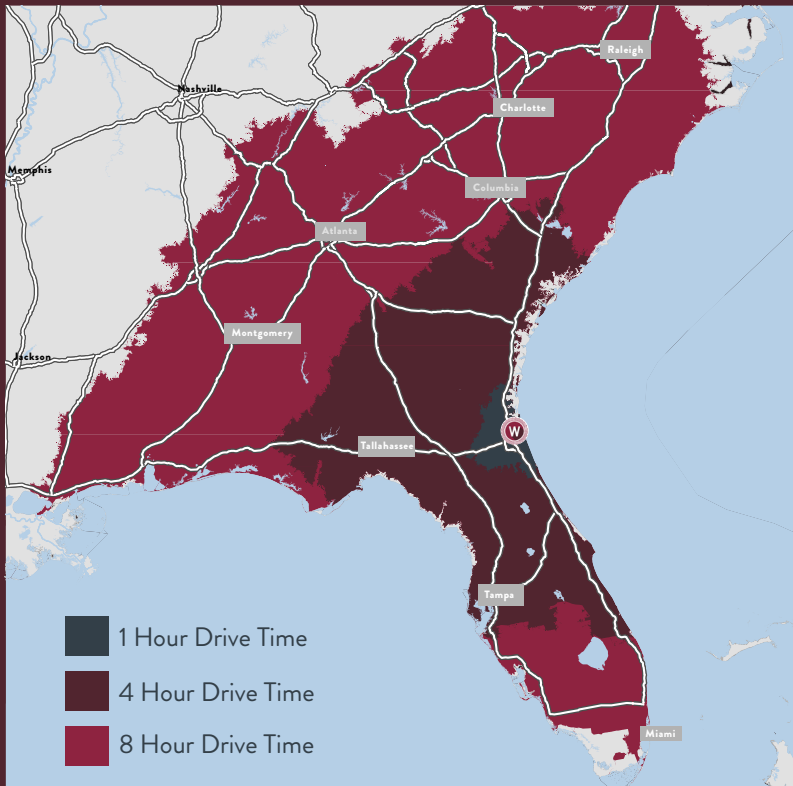 Raleigh
Nashville
Charlotte
Memphis
Columbia
Atlanta
Montgomery
Jackson
W
Tallahassee
Tampa
1 Hour Drive Time
4 Hour Drive Time
Miami
8 Hour Drive Time